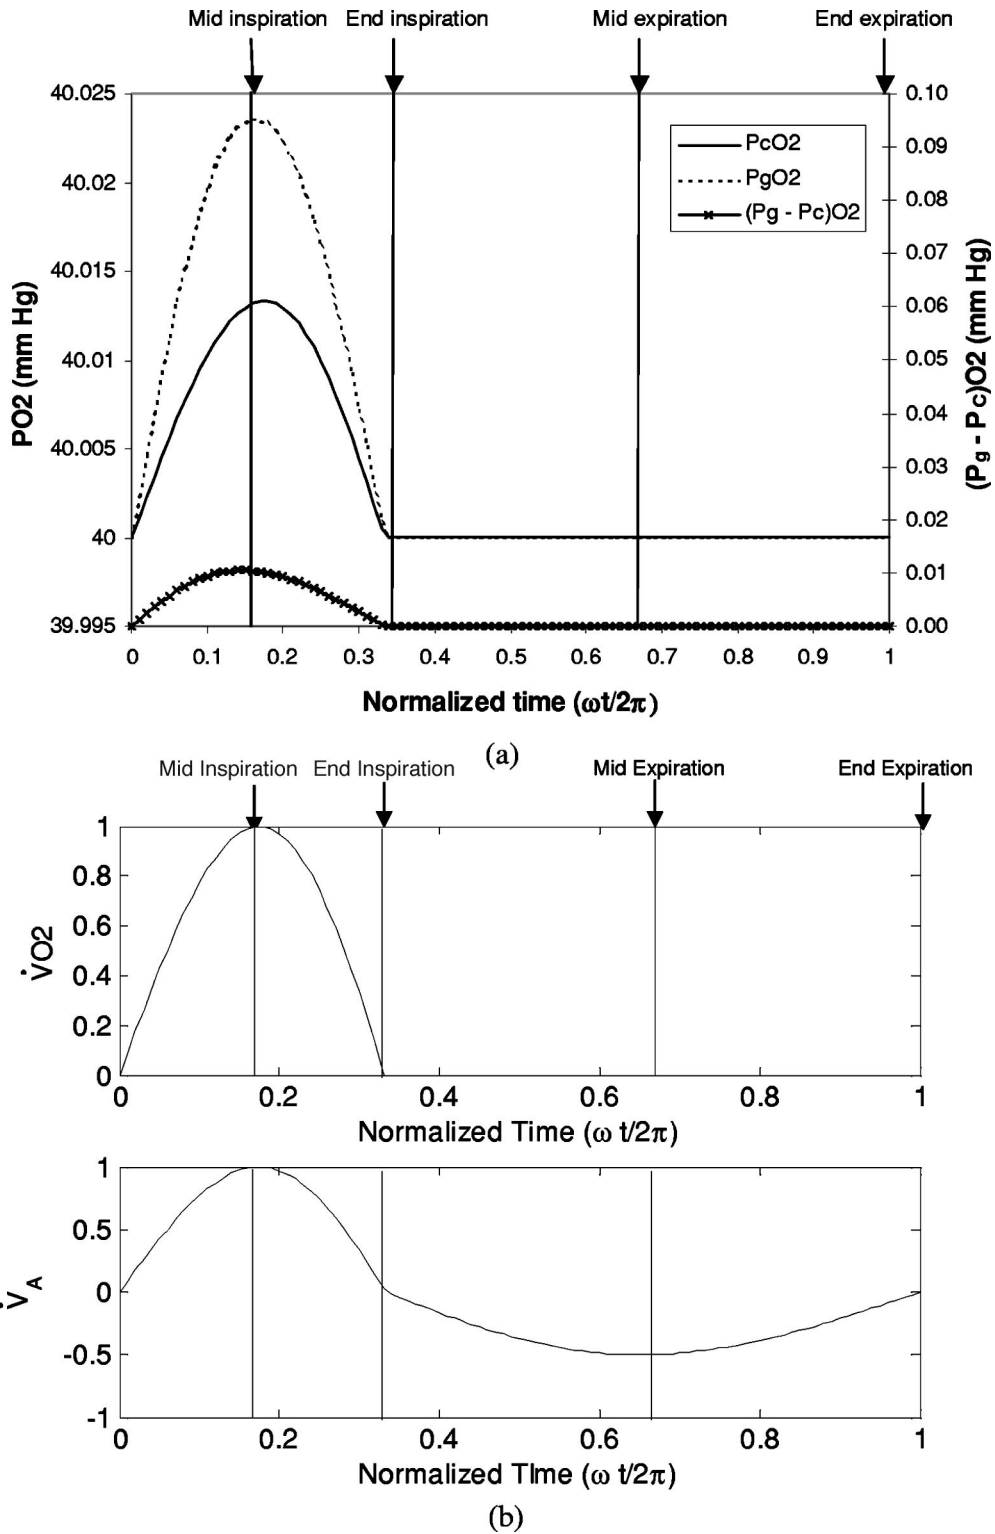 Mid inspiration End inspiration Mid expiration End expiration
40.025 0.10
0.09
40.02 0.08
0.07
40.015 0.06
40.01 0.05
0.04
40.005 0.03
40 0.02
0.01
39.995 0.00
PcO2
PgO2
(Pg - Pc)O2
PO2 (mm Hg)
(Pg - Pc)O2 (mm Hg)
0 0.1 0.2 0.3 0.4 0.5 0.6 0.7 0.8 0.9 1
Normalized time (ωt/2π)
(a)
Mid Inspiration End Inspiration Mid Expiration End Expiration
1
0.8
0.6
0.4
0.2
0
V̇O2
0 0.2 0.4 0.6 0.8 1
Normalized Time (ω t/2π)
1
0.5
0
-0.5
-1
V̇A
0 0.2 0.4 0.6 0.8 1
Normalized TIme (ω t/2π)
(b)